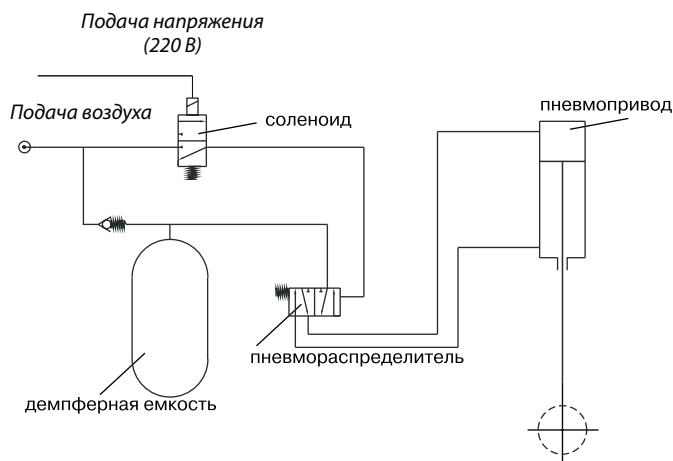 Подача напряжения
(220 В)
Подача воздуха
соленоид
пневмопривод
пневмораспределитель
демпферная емкость